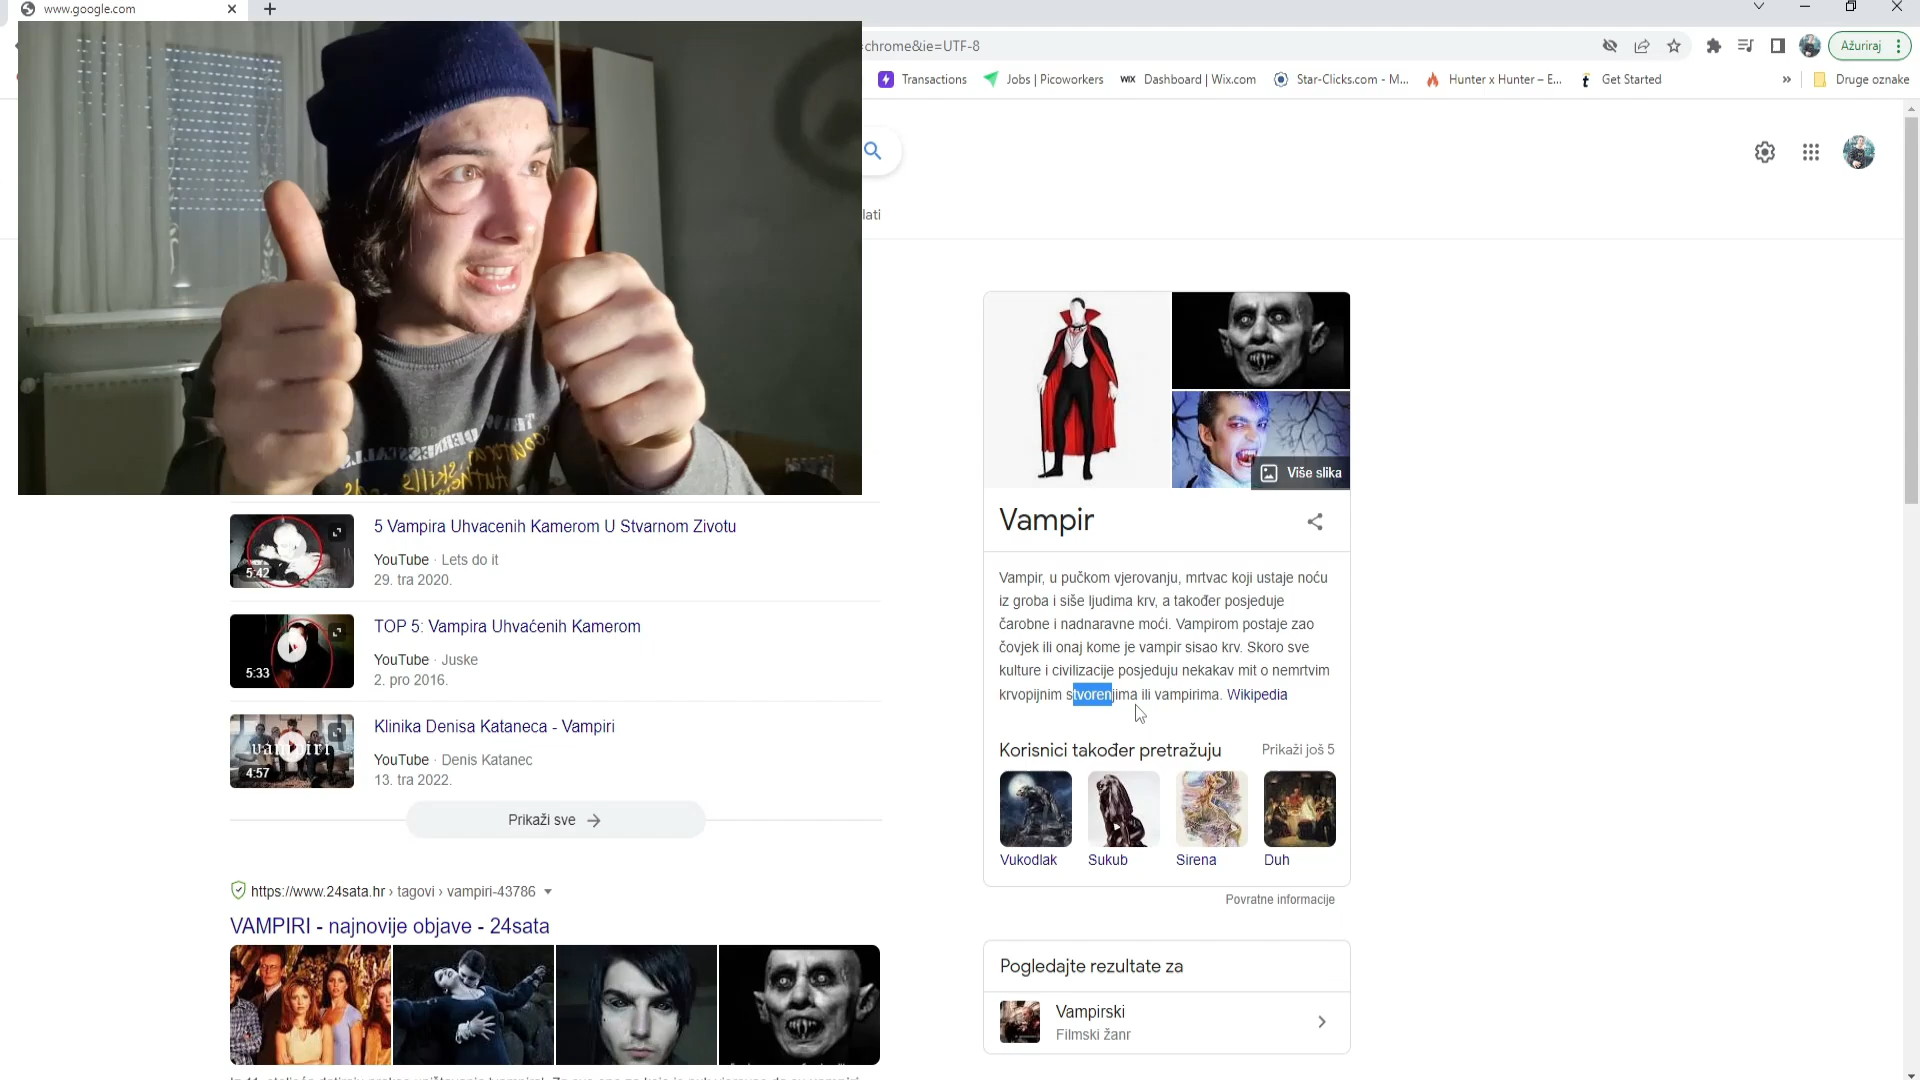 www.google.com
chrome&ie=UTF-8
Ažuriraj
Transactions
Jobs | Picoworkers
WIX Dashboard | Wix.com
Star-Clicks.com - M...
Hunter x Hunter – E...
Get Started
»
Druge oznake
lati
Više slika
Vampir
Vampir, u pučkom vjerovanju, mrtvac koji ustaje noću
iz groba i siše ljudima krv, a također posjeduje
čarobne i nadnaravne moći. Vampirom postaje zao
čovjek ili onaj kome je vampir sisao krv. Skoro sve
kulture i civilizacije posjeduju nekakav mit o nemrtvim
krvopijnim stvorenjima ili vampirima. Wikipedia
Korisnici također pretražuju
Prikaži još 5
Vukodlak
Sukub
Sirena
Duh
Povratne informacije
Pogledajte rezultate za
Vampirski
Filmski žanr
5:42
5 Vampira Uhvacenih Kamerom U Stvarnom Zivotu
YouTube · Lets do it
29. tra 2020.
5:33
TOP 5: Vampira Uhvaćenih Kamerom
YouTube · Juske
2. pro 2016.
vampiri
4:57
Klinika Denisa Kataneca - Vampiri
YouTube · Denis Katanec
13. tra 2022.
Prikaži sve
https://www.24sata.hr › tagovi › vampiri-43786
VAMPIRI - najnovije objave - 24sata